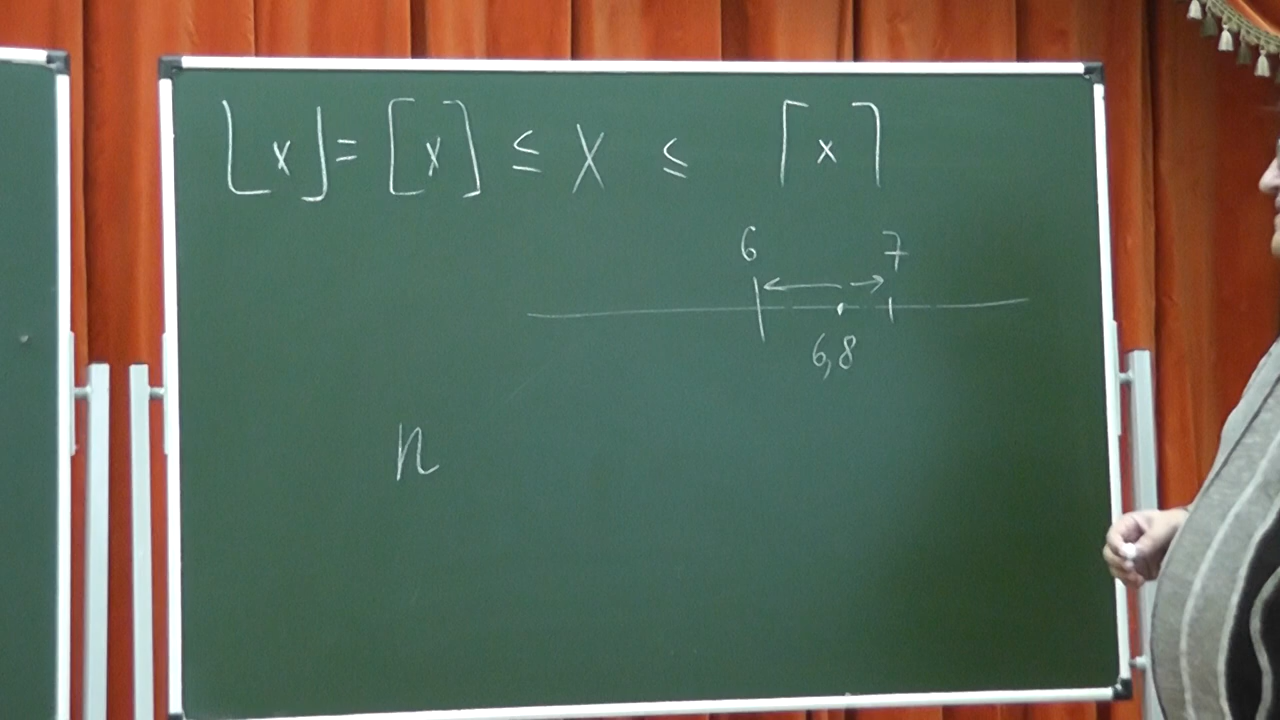 ⌊x⌋ = [x] ≤ X ≤ ⌈x⌉
6 7
6,8
n